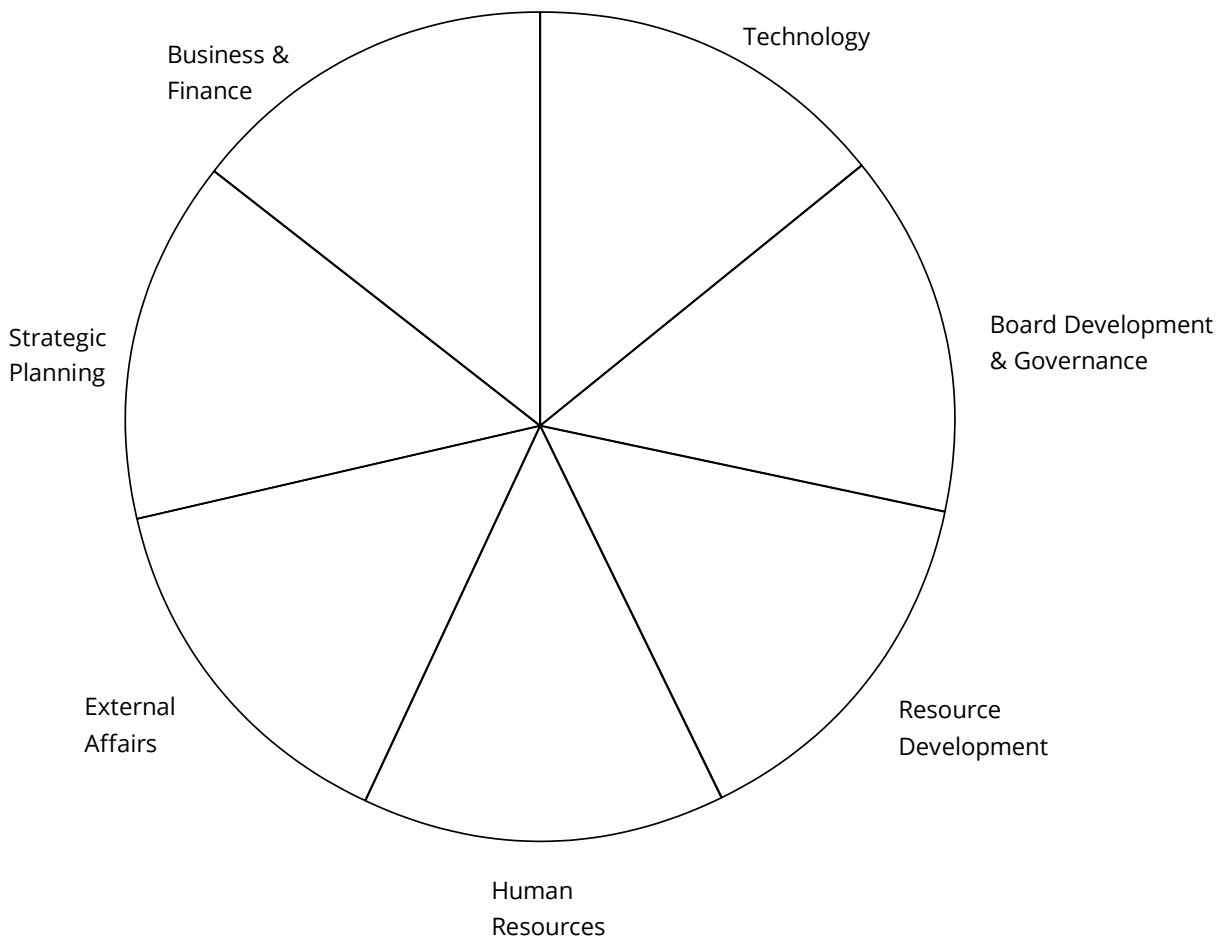 Technology
Business &
Finance
Board Development
& Governance
Strategic
Planning
Resource
Development
External
Affairs
Human
Resources